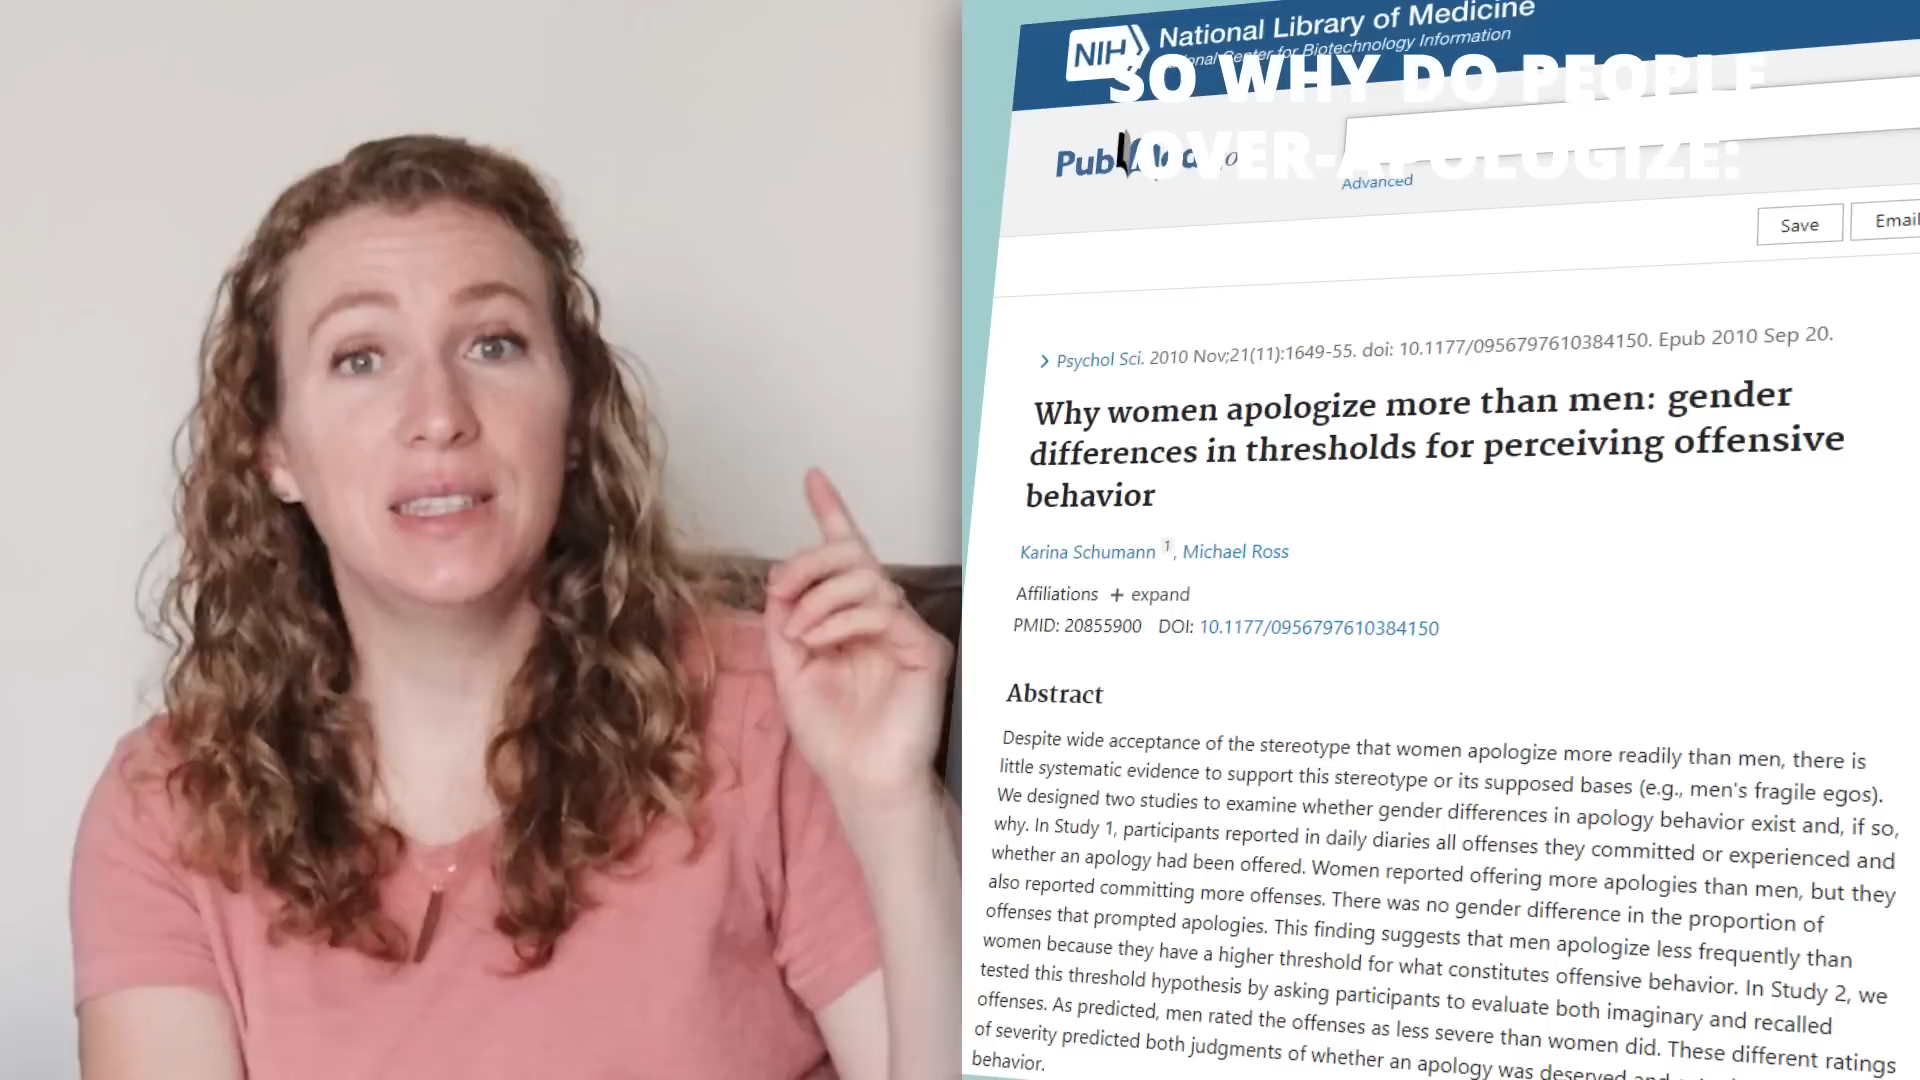 NIH National Library of Medicine
Center for Biotechnology Information
SO WHY DO PEOPLE
OVER-APOLOGIZE:
Advanced
Save
Email
Psychol Sci. 2010 Nov;21(11):1649-55. doi: 10.1177/0956797610384150. Epub 2010 Sep 20.
Why women apologize more than men: gender
differences in thresholds for perceiving offensive
behavior
Karina Schumann 1, Michael Ross
Affiliations + expand
PMID: 20855900 DOI: 10.1177/0956797610384150
Abstract
Despite wide acceptance of the stereotype that women apologize more readily than men, there is
little systematic evidence to support this stereotype or its supposed bases (e.g., men's fragile egos).
We designed two studies to examine whether gender differences in apology behavior exist and, if so,
why. In Study 1, participants reported in daily diaries all offenses they committed or experienced and
whether an apology had been offered. Women reported offering more apologies than men, but they
also reported committing more offenses. There was no gender difference in the proportion of
offenses that prompted apologies. This finding suggests that men apologize less frequently than
women because they have a higher threshold for what constitutes offensive behavior. In Study 2, we
tested this threshold hypothesis by asking participants to evaluate both imaginary and recalled
offenses. As predicted, men rated the offenses as less severe than women did. These different ratings
of severity predicted both judgments of whether an apology was deserved and
behavior.